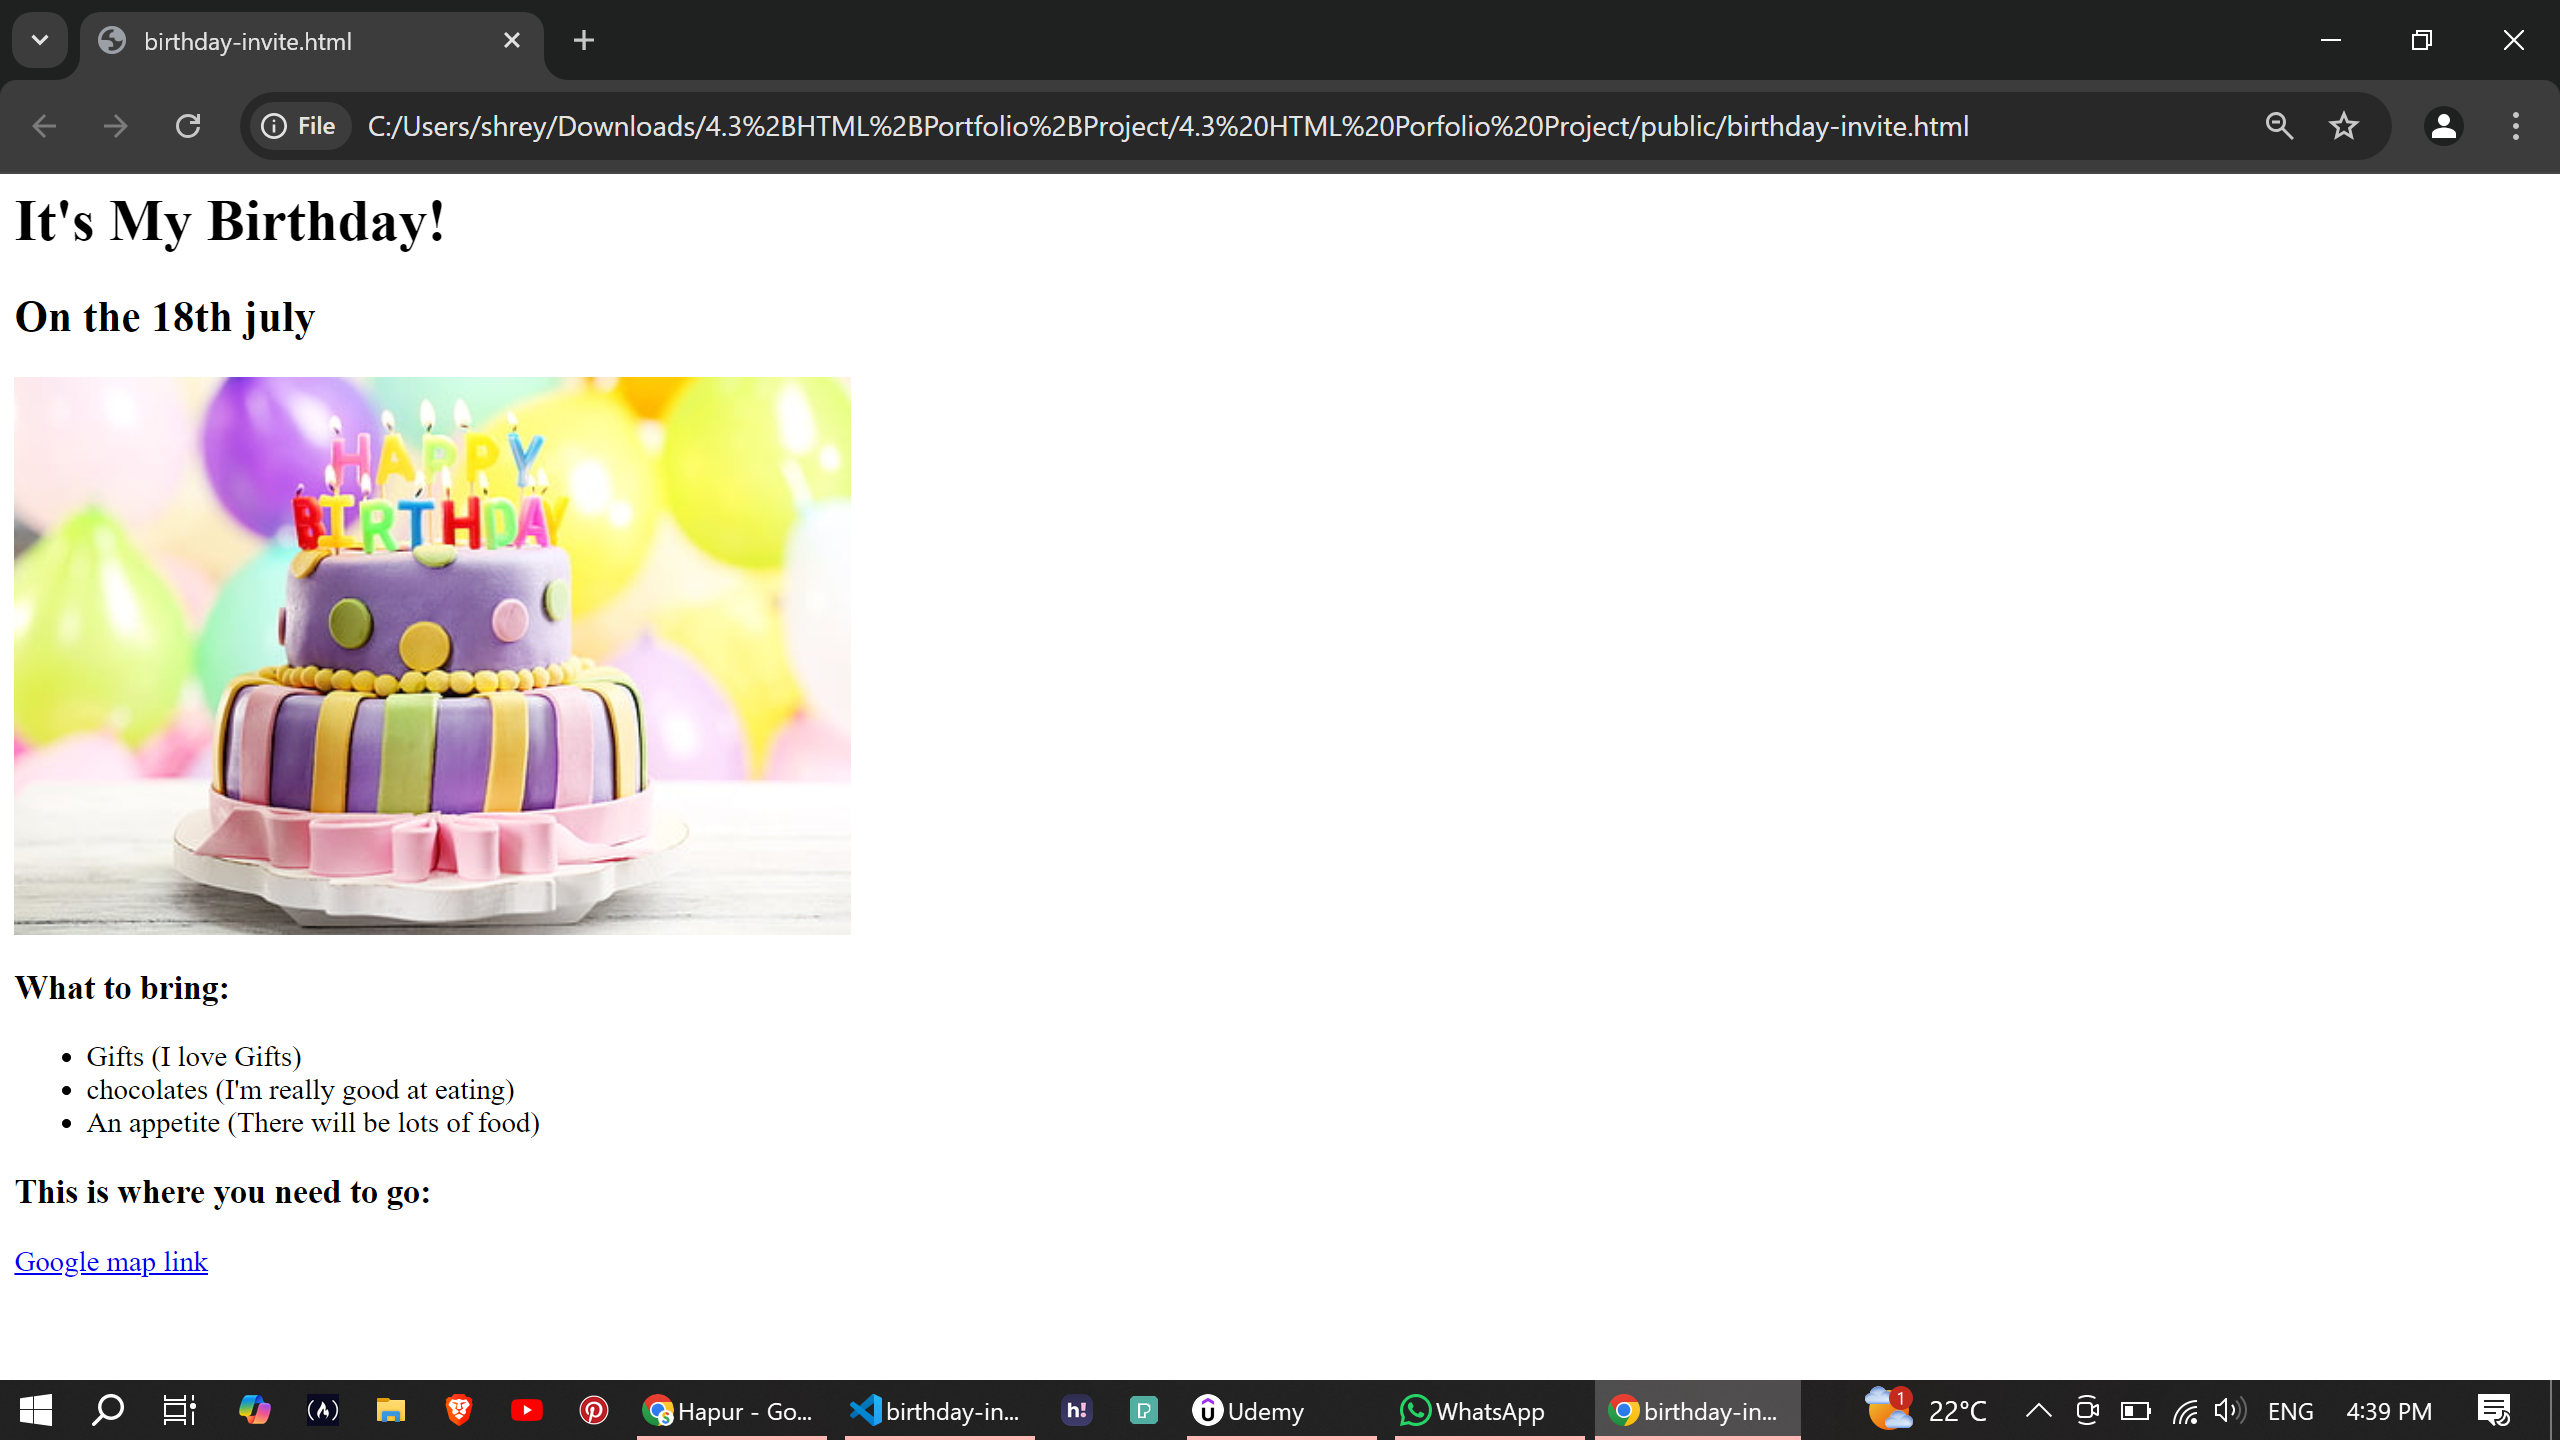 birthday-invite.html
File
C:/Users/shrey/Downloads/4.3%2BHTML%2BPortfolio%2BProject/4.3%20HTML%20Porfolio%20Project/public/birthday-invite.html
It's My Birthday!
On the 18th july
HAPPY
BIRTHDAY
What to bring:
Gifts (I love Gifts)
chocolates (I'm really good at eating)
An appetite (There will be lots of food)
This is where you need to go:
Google map link
Hapur - Go... birthday-in... h! P Udemy WhatsApp birthday-in... 1 22°C ENG 4:39 PM